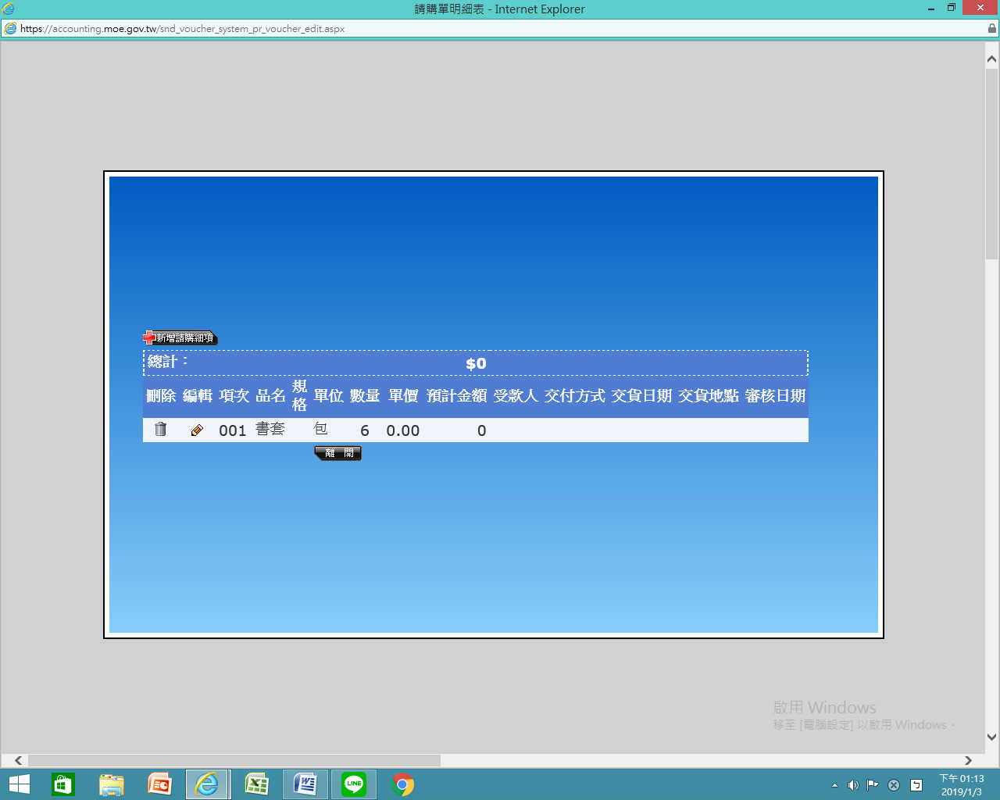 請購單明細表 - Internet Explorer
https://accounting.moe.gov.tw/snd_voucher_system_pr_voucher_edit.aspx
新增請購細項
總計： $0
刪除 編輯 項次 品名 規格 單位 數量 單價 預計金額 受款人 交付方式 交貨日期 交貨地點 審核日期
001 書套 包 6 0.00 0
離 開
啟用 Windows
移至 [電腦設定] 以啟用 Windows。
LINE
下午 01:13
2019/1/3